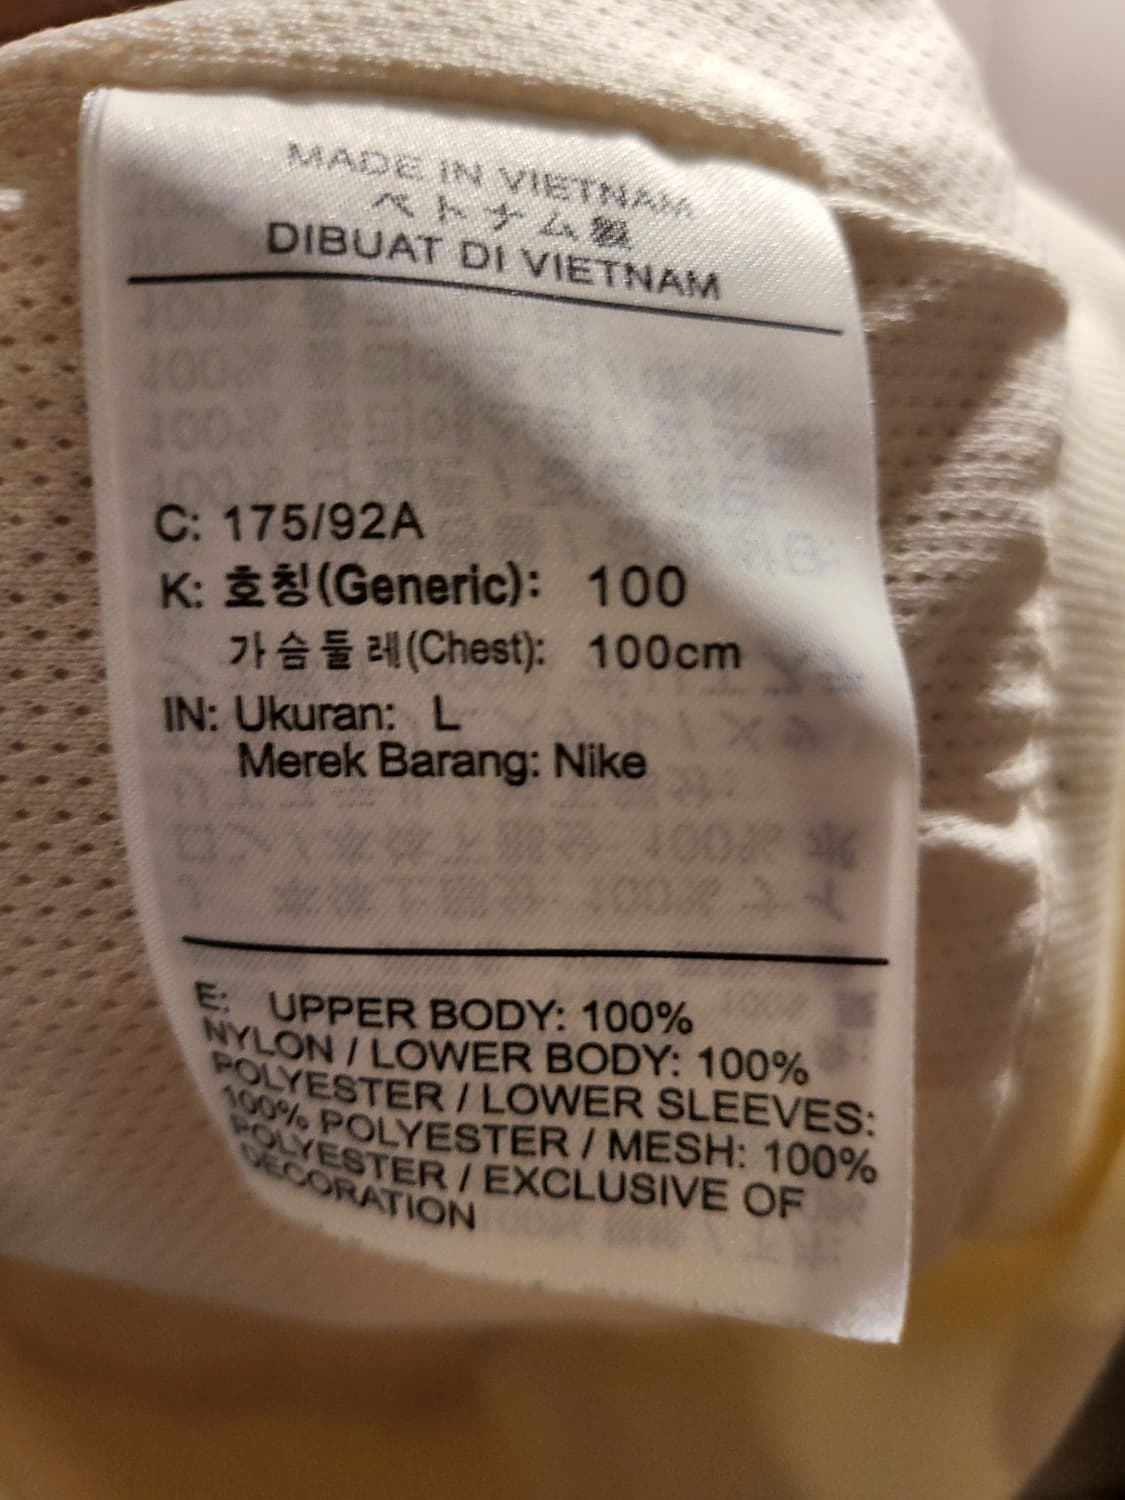 MADE IN VIETNAM
ベトナム製
DIBUAT DI VIETNAM
C: 175/92A
K: 호칭(Generic): 100
가슴둘레(Chest): 100cm
IN: Ukuran: L
Merek Barang: Nike
E: UPPER BODY: 100%
NYLON / LOWER BODY: 100%
POLYESTER / LOWER SLEEVES:
100% POLYESTER / MESH: 100%
POLYESTER / EXCLUSIVE OF
DECORATION